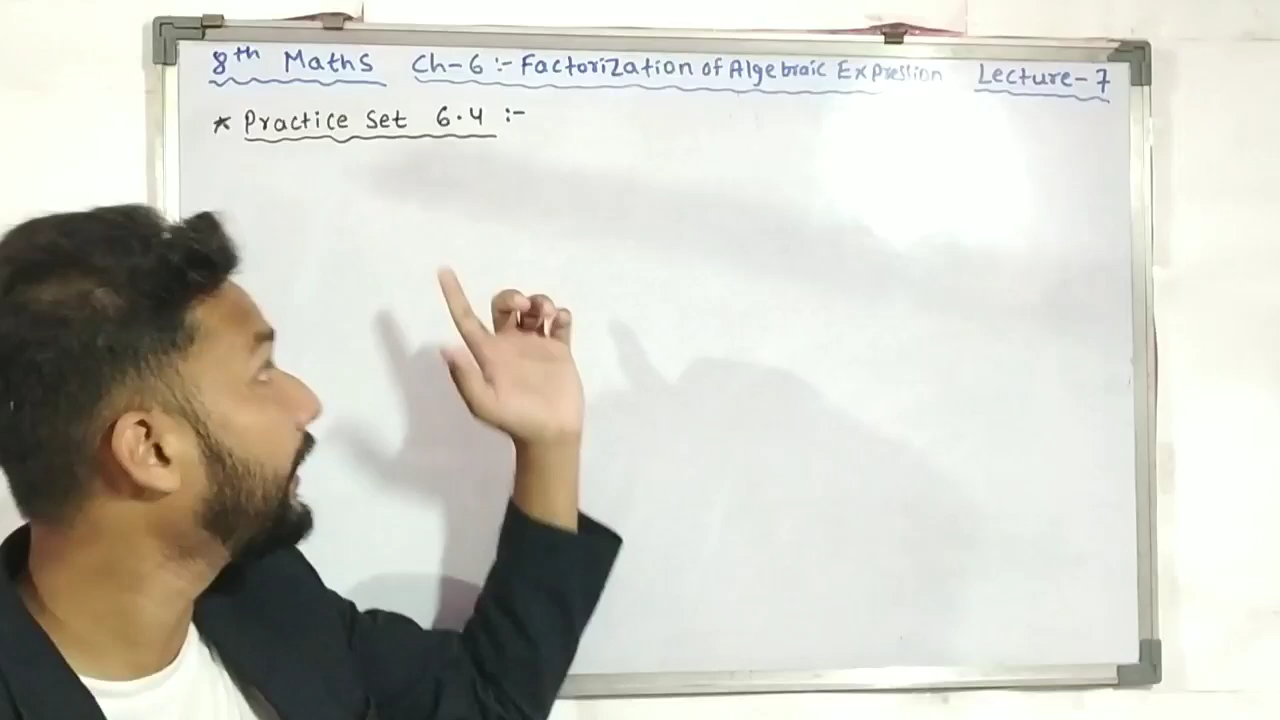 8th Maths Ch-6 :- Factorization of Algebraic Expression Lecture-7
* Practice Set 6.4 :-